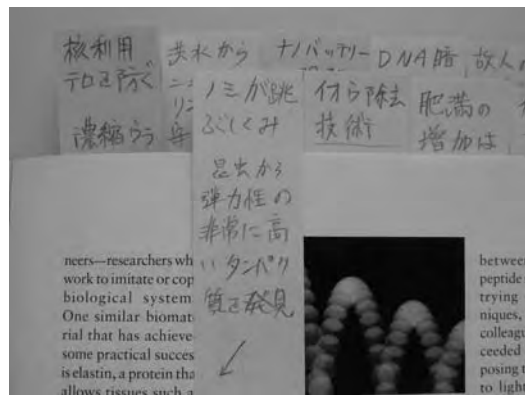 核利用
テロを防ぐ
濃縮ウラ
洪水から
ナノバッテリー
DNA暗
故人
ノミが跳
ぶしくみ
昆虫から
弾力性の
非常に高
いタンパク
質を発見
除去
技術
肥満の
増加は
neers—researchers wh
work to imitate or cop
biological system
One similar biomat
rial that has achieve
some practical succes
is elastin, a protein tha
allows tissues such a
betwee
peptide
trying
niques,
colleagu
ceeded
posing t
to light